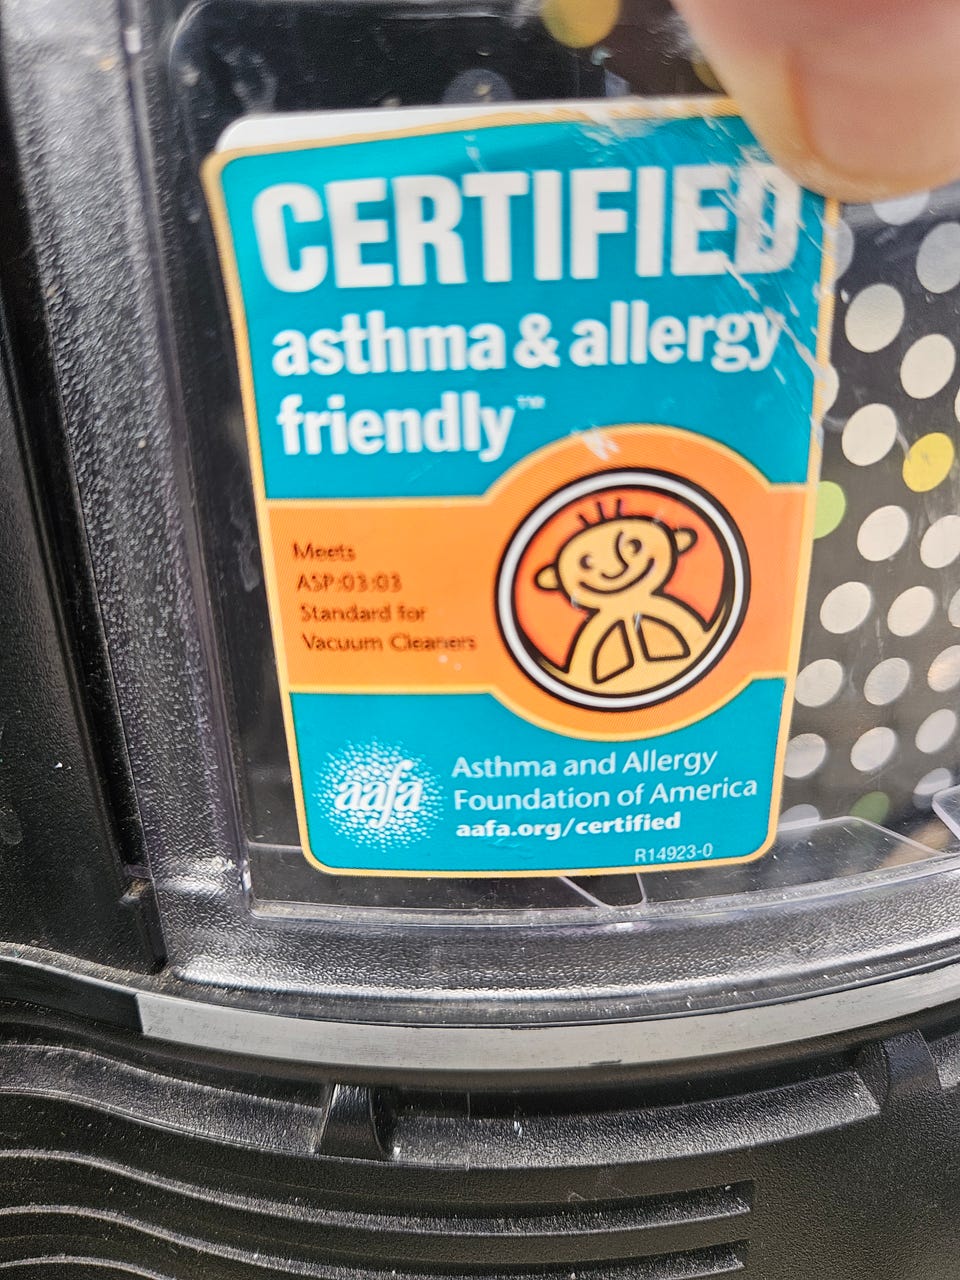 CERTIFIED
asthma & allergy
friendly™
Meets
ASP:03:03
Standard for
Vacuum Cleaners
aafa
Asthma and Allergy
Foundation of America
aafa.org/certified
R14923-0